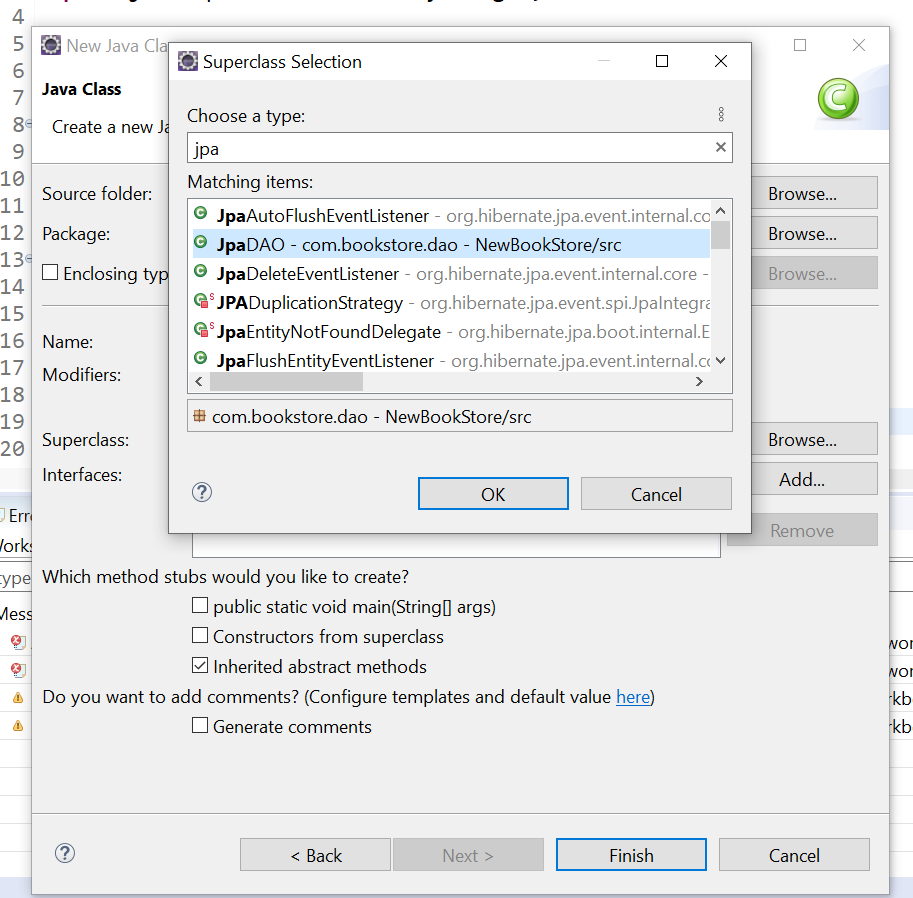 4
5
6
7
8
9
10
11
12
13
14
15
16
17
18
19
20
New Java Cla
Superclass Selection
Java Class
Create a new Ja
Choose a type:
jpa
Matching items:
JpaAutoFlushEventListener - org.hibernate.jpa.event.internal.co
JpaDAO - com.bookstore.dao - NewBookStore/src
JpaDeleteEventListener - org.hibernate.jpa.event.internal.core -
JPADuplicationStrategy - org.hibernate.jpa.event.spi.JpaIntegra
JpaEntityNotFoundDelegate - org.hibernate.jpa.boot.internal.E
JpaFlushEntityEventListener - org.hibernate.jpa.event.internal.co
com.bookstore.dao - NewBookStore/src
OK Cancel
Source folder: Browse...
Package: Browse...
Enclosing typ Browse...
Name:
Modifiers:
Superclass: Browse...
Interfaces: Add...
Remove
Which method stubs would you like to create?
public static void main(String[] args)
Constructors from superclass
Inherited abstract methods
Do you want to add comments? (Configure templates and default value here)
Generate comments
< Back Next > Finish Cancel
Erro
Works
type
Mess
wor
wor
rkb
rkb